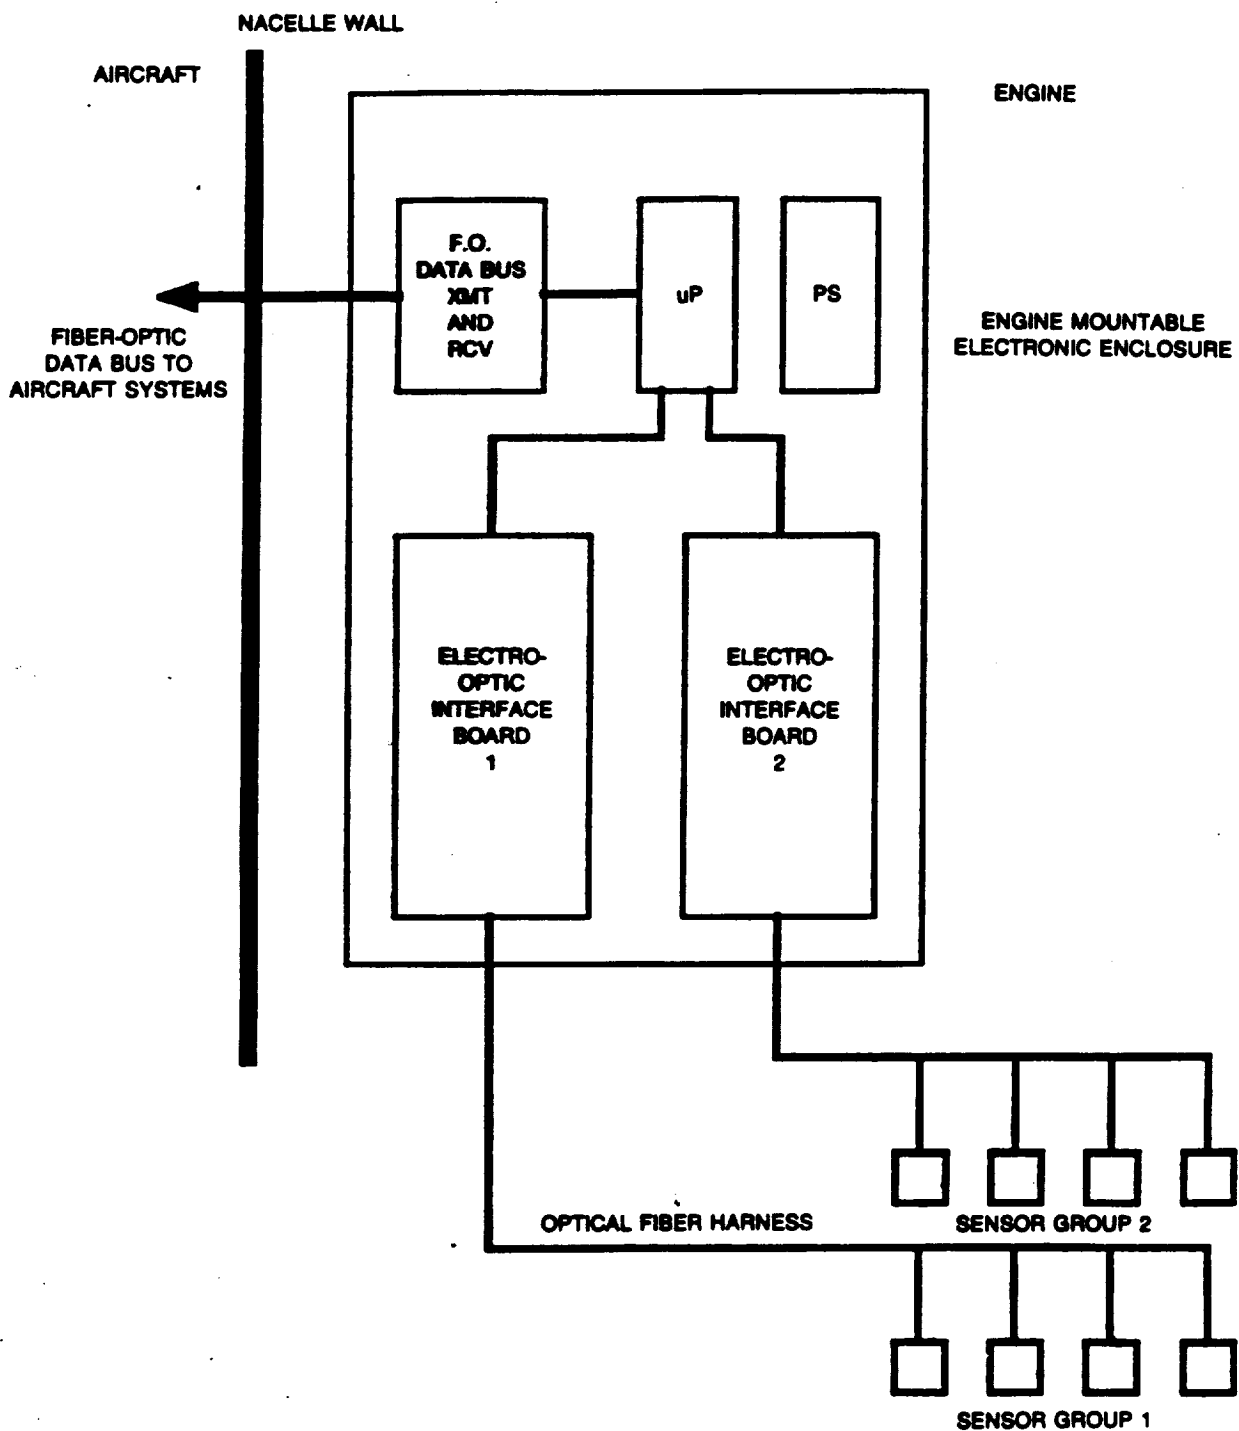 NACELLE WALL
AIRCRAFT
ENGINE
F.O.
DATA BUS
XMT
AND
RCV
uP
PS
FIBER-OPTIC
DATA BUS TO
AIRCRAFT SYSTEMS
ENGINE MOUNTABLE
ELECTRONIC ENCLOSURE
ELECTRO-
OPTIC
INTERFACE
BOARD
1
ELECTRO-
OPTIC
INTERFACE
BOARD
2
OPTICAL FIBER HARNESS
SENSOR GROUP 2
SENSOR GROUP 1